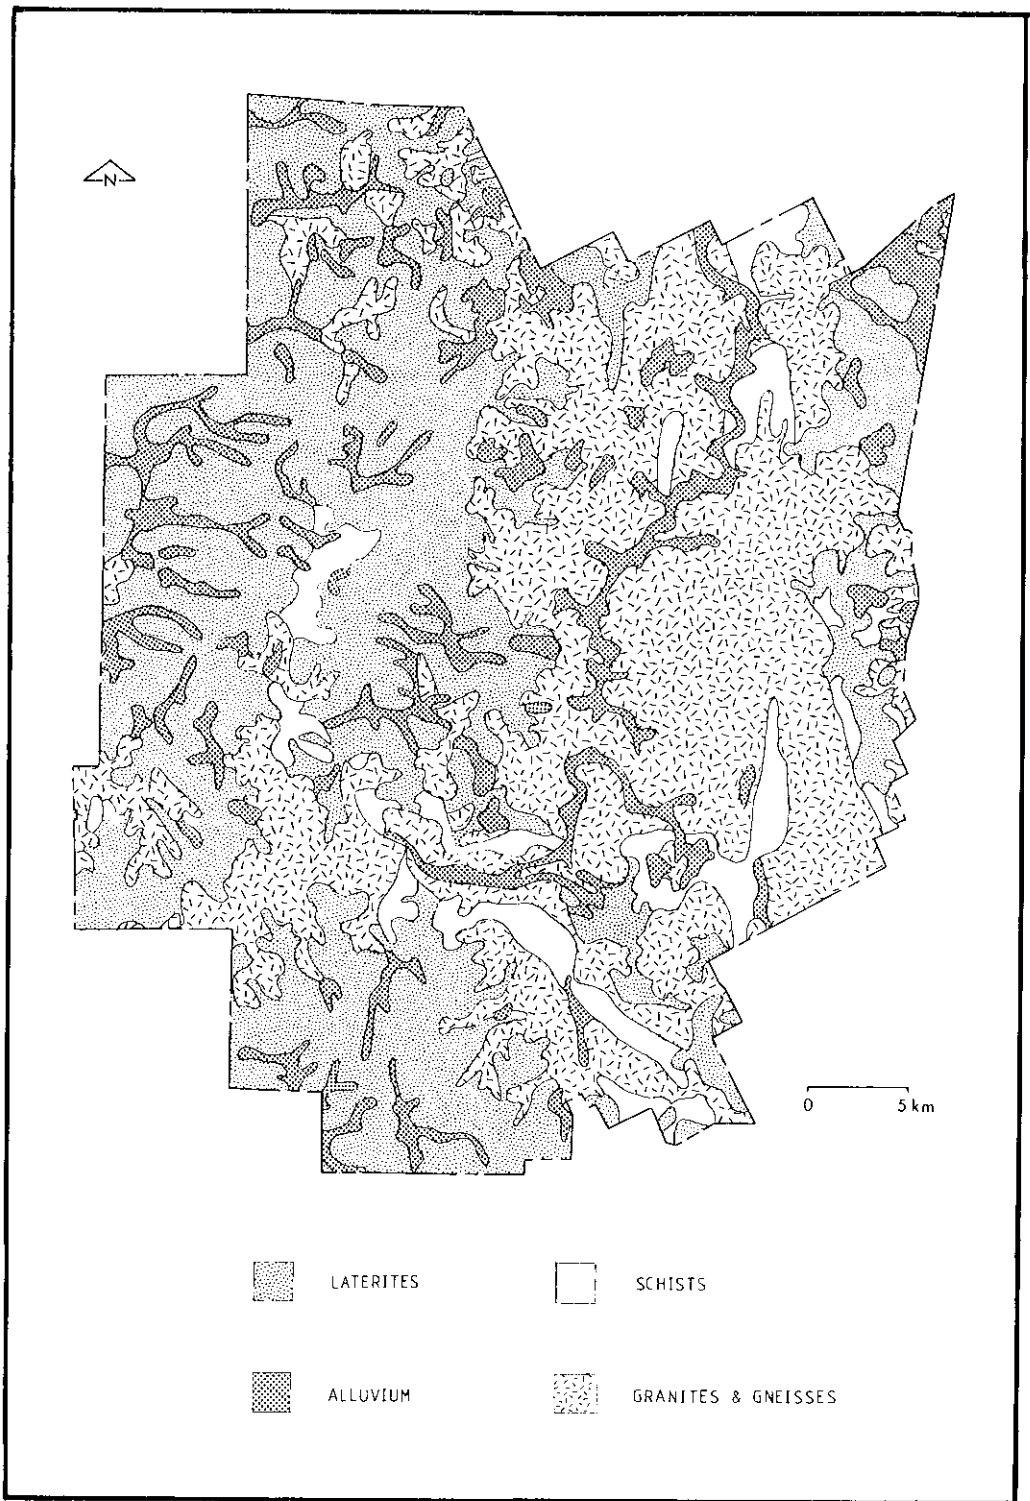 N
0 5 km
LATERITES
SCHISTS
ALLUVIUM
GRANITES & GNEISSES